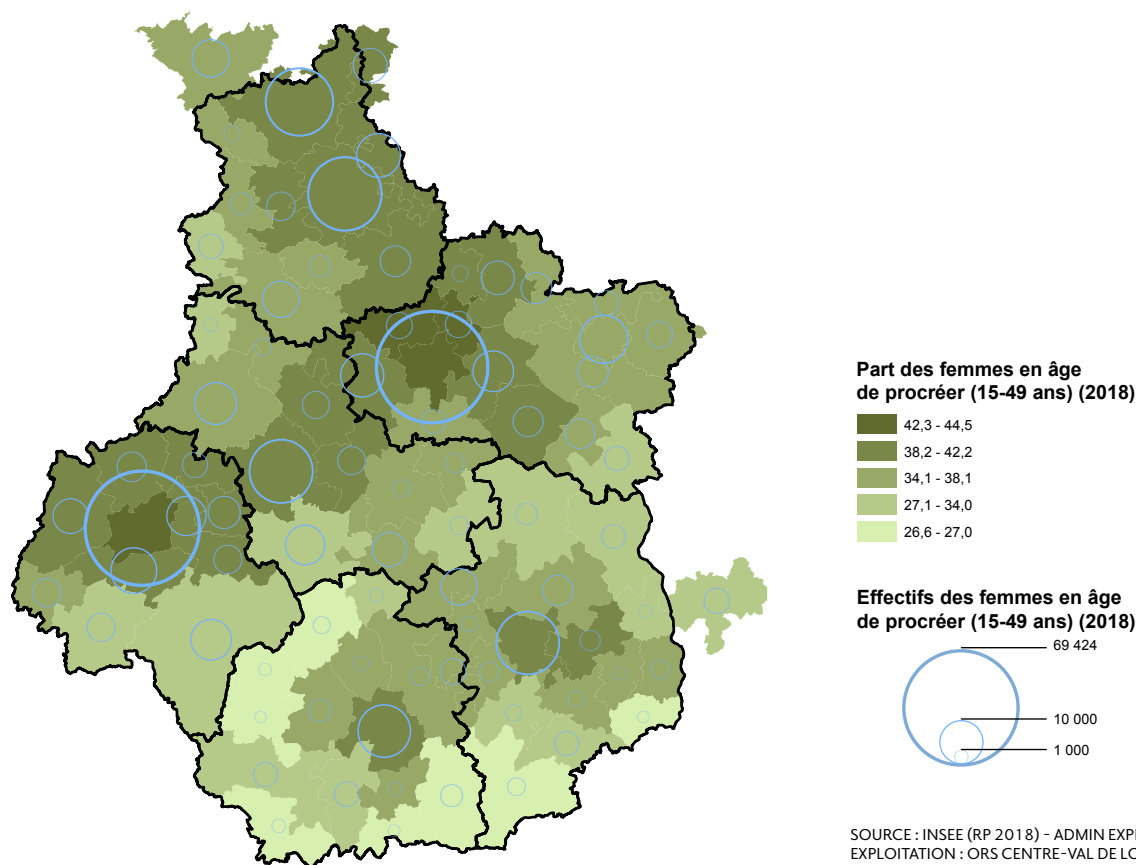 Part des femmes en âge
de procréer (15-49 ans) (2018)
42,3 - 44,5
38,2 - 42,2
34,1 - 38,1
27,1 - 34,0
26,6 - 27,0
Effectifs des femmes en âge
de procréer (15-49 ans) (2018)
69 424
10 000
1 000
SOURCE : INSEE (RP 2018) - ADMIN EXP
EXPLOITATION : ORS CENTRE-VAL DE LO